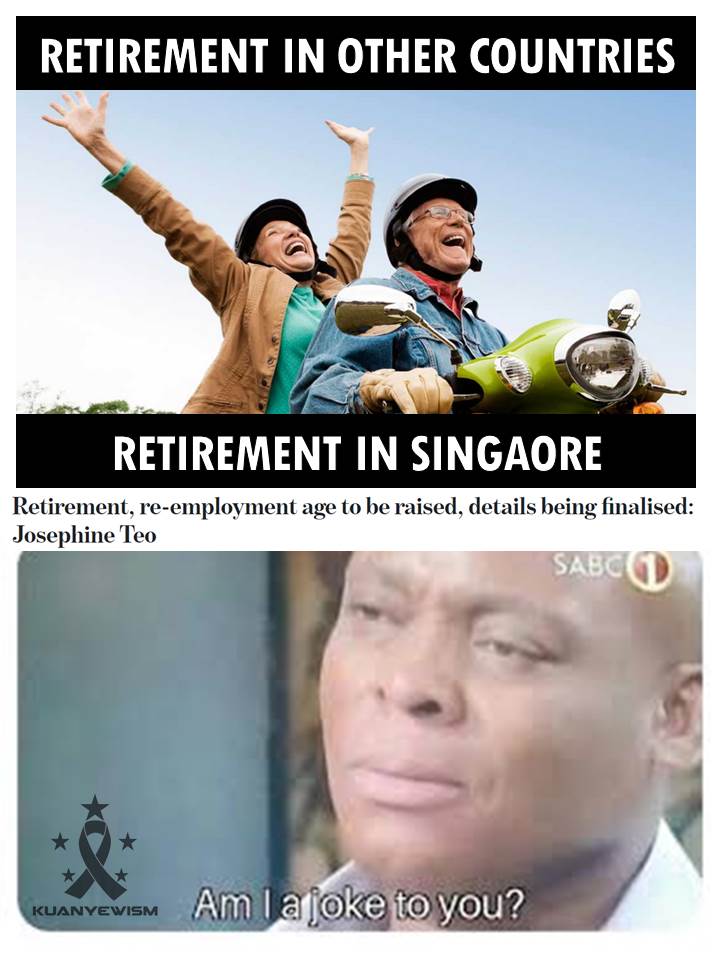 RETIREMENT IN OTHER COUNTRIES
RETIREMENT IN SINGAORE
Retirement, re-employment age to be raised, details being finalised:
Josephine Teo
SABC 1
KUANYEWISM
Am I a joke to you?